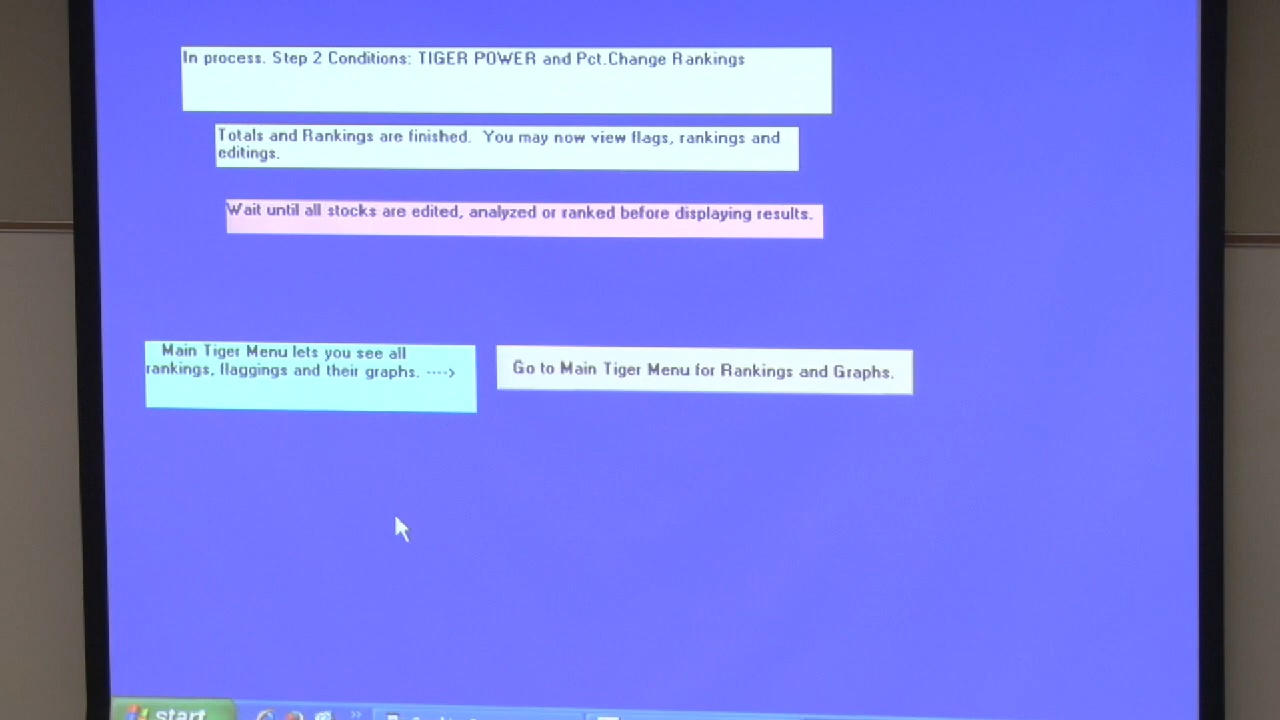 In process. Step 2 Conditions: TIGER POWER and Pct.Change Rankings
Totals and Rankings are finished. You may now view flags, rankings and
editings.
Wait until all stocks are edited, analyzed or ranked before displaying results.
Main Tiger Menu lets you see all
rankings, flaggings and their graphs. ---->
Go to Main Tiger Menu for Rankings and Graphs.
start